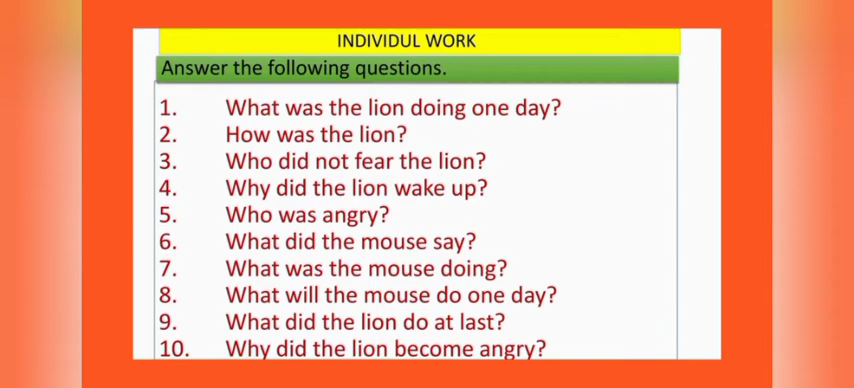 INDIVIDUL WORK
Answer the following questions.
1. What was the lion doing one day?
2. How was the lion?
3. Who did not fear the lion?
4. Why did the lion wake up?
5. Who was angry?
6. What did the mouse say?
7. What was the mouse doing?
8. What will the mouse do one day?
9. What did the lion do at last?
10. Why did the lion become angry?